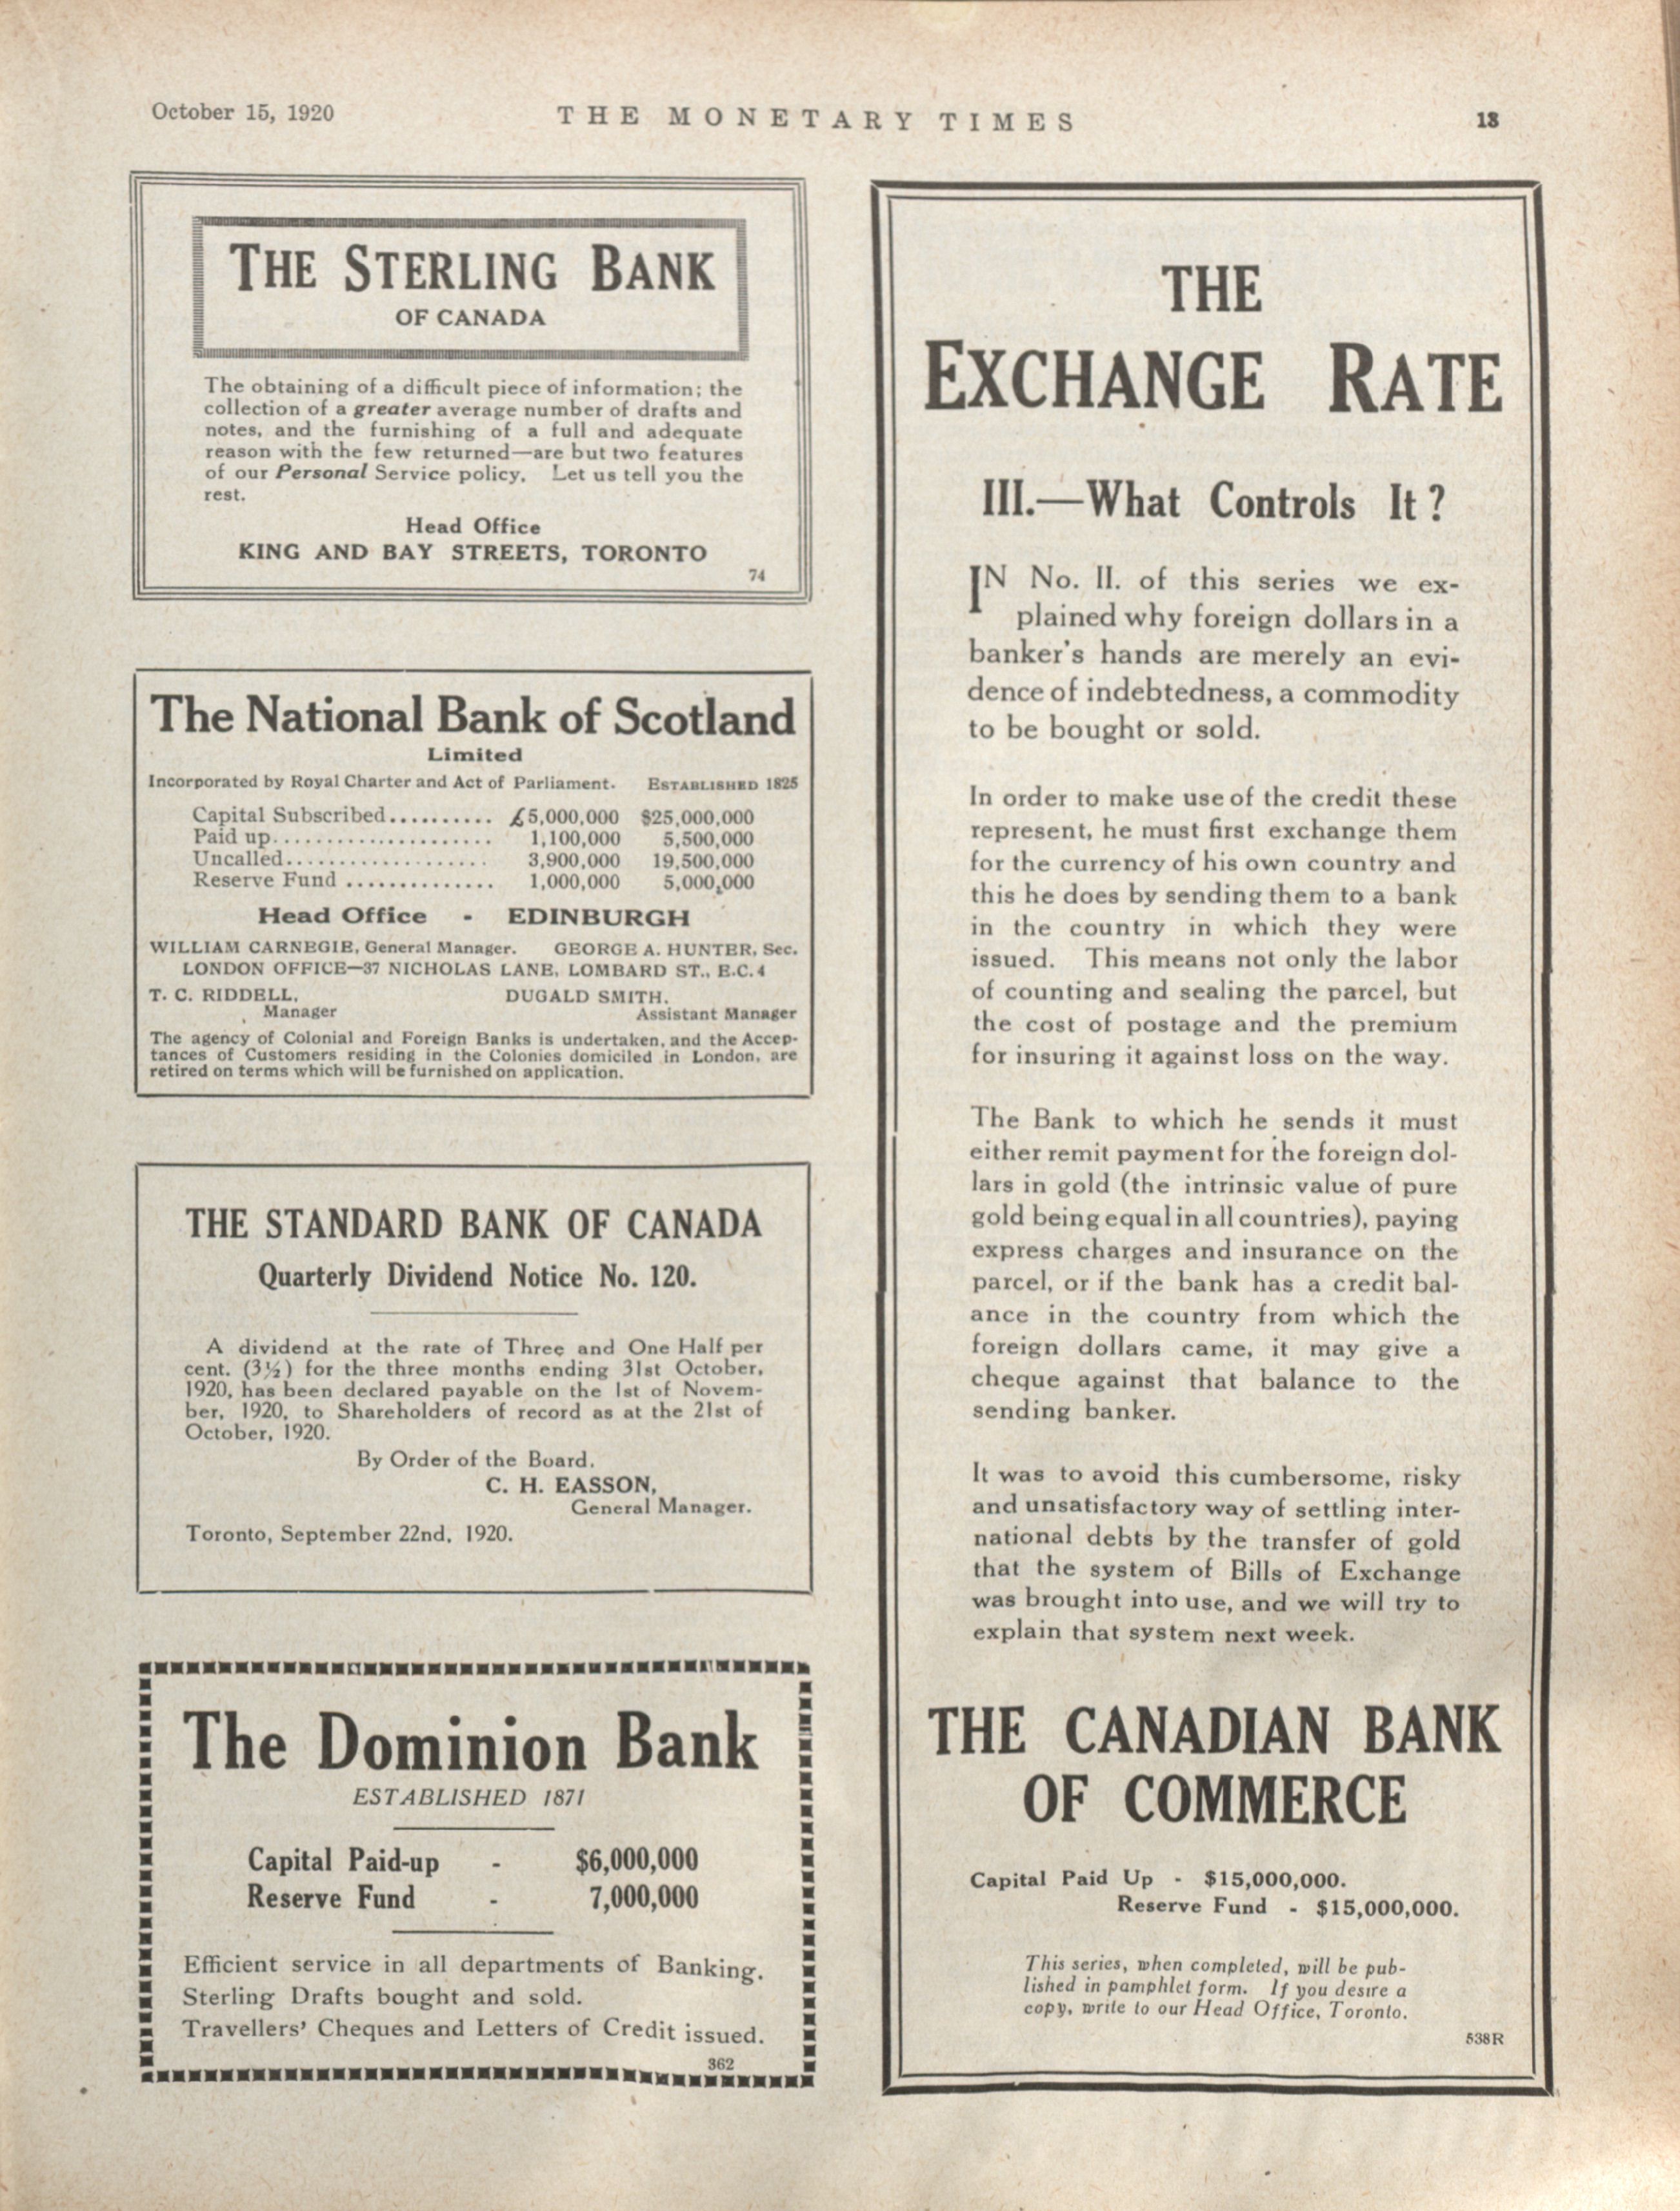 October 15, 1920
THE MONETARY TIMES
13
THE STERLING BANK
OF CANADA
The obtaining of a difficult piece of information; the
collection of a greater average number of drafts and
notes, and the furnishing of a full and adequate
reason with the few returned—are but two features
of our Personal Service policy. Let us tell you the
rest.
Head Office
KING AND BAY STREETS, TORONTO
74
The National Bank of Scotland
Limited
Incorporated by Royal Charter and Act of Parliament. ESTABLISHED 1825
Capital Subscribed.......... £5,000,000 $25,000,000
Paid up..................... 1,100,000 5,500,000
Uncalled................... 3,900,000 19,500,000
Reserve Fund .............. 1,000,000 5,000,000
Head Office - EDINBURGH
WILLIAM CARNEGIE, General Manager. GEORGE A. HUNTER, Sec.
LONDON OFFICE—37 NICHOLAS LANE, LOMBARD ST., E.C.4
T. C. RIDDELL, DUGALD SMITH,
Manager Assistant Manager
The agency of Colonial and Foreign Banks is undertaken, and the Accep-
tances of Customers residing in the Colonies domiciled in London, are
retired on terms which will be furnished on application.
THE STANDARD BANK OF CANADA
Quarterly Dividend Notice No. 120.
A dividend at the rate of Three and One Half per
cent. (3½) for the three months ending 31st October,
1920, has been declared payable on the 1st of Novem-
ber, 1920, to Shareholders of record as at the 21st of
October, 1920.
By Order of the Board.
C. H. EASSON,
General Manager.
Toronto, September 22nd, 1920.
The Dominion Bank
ESTABLISHED 1871
Capital Paid-up - $6,000,000
Reserve Fund - 7,000,000
Efficient service in all departments of Banking.
Sterling Drafts bought and sold.
Travellers' Cheques and Letters of Credit issued.
362
THE
EXCHANGE RATE
III.—What Controls It?
IN No. II. of this series we ex-
plained why foreign dollars in a
banker's hands are merely an evi-
dence of indebtedness, a commodity
to be bought or sold.
In order to make use of the credit these
represent, he must first exchange them
for the currency of his own country and
this he does by sending them to a bank
in the country in which they were
issued. This means not only the labor
of counting and sealing the parcel, but
the cost of postage and the premium
for insuring it against loss on the way.
The Bank to which he sends it must
either remit payment for the foreign dol-
lars in gold (the intrinsic value of pure
gold being equal in all countries), paying
express charges and insurance on the
parcel, or if the bank has a credit bal-
ance in the country from which the
foreign dollars came, it may give a
cheque against that balance to the
sending banker.
It was to avoid this cumbersome, risky
and unsatisfactory way of settling inter-
national debts by the transfer of gold
that the system of Bills of Exchange
was brought into use, and we will try to
explain that system next week.
THE CANADIAN BANK
OF COMMERCE
Capital Paid Up - $15,000,000.
Reserve Fund - $15,000,000.
This series, when completed, will be pub-
lished in pamphlet form. If you desire a
copy, write to our Head Office, Toronto.
538R